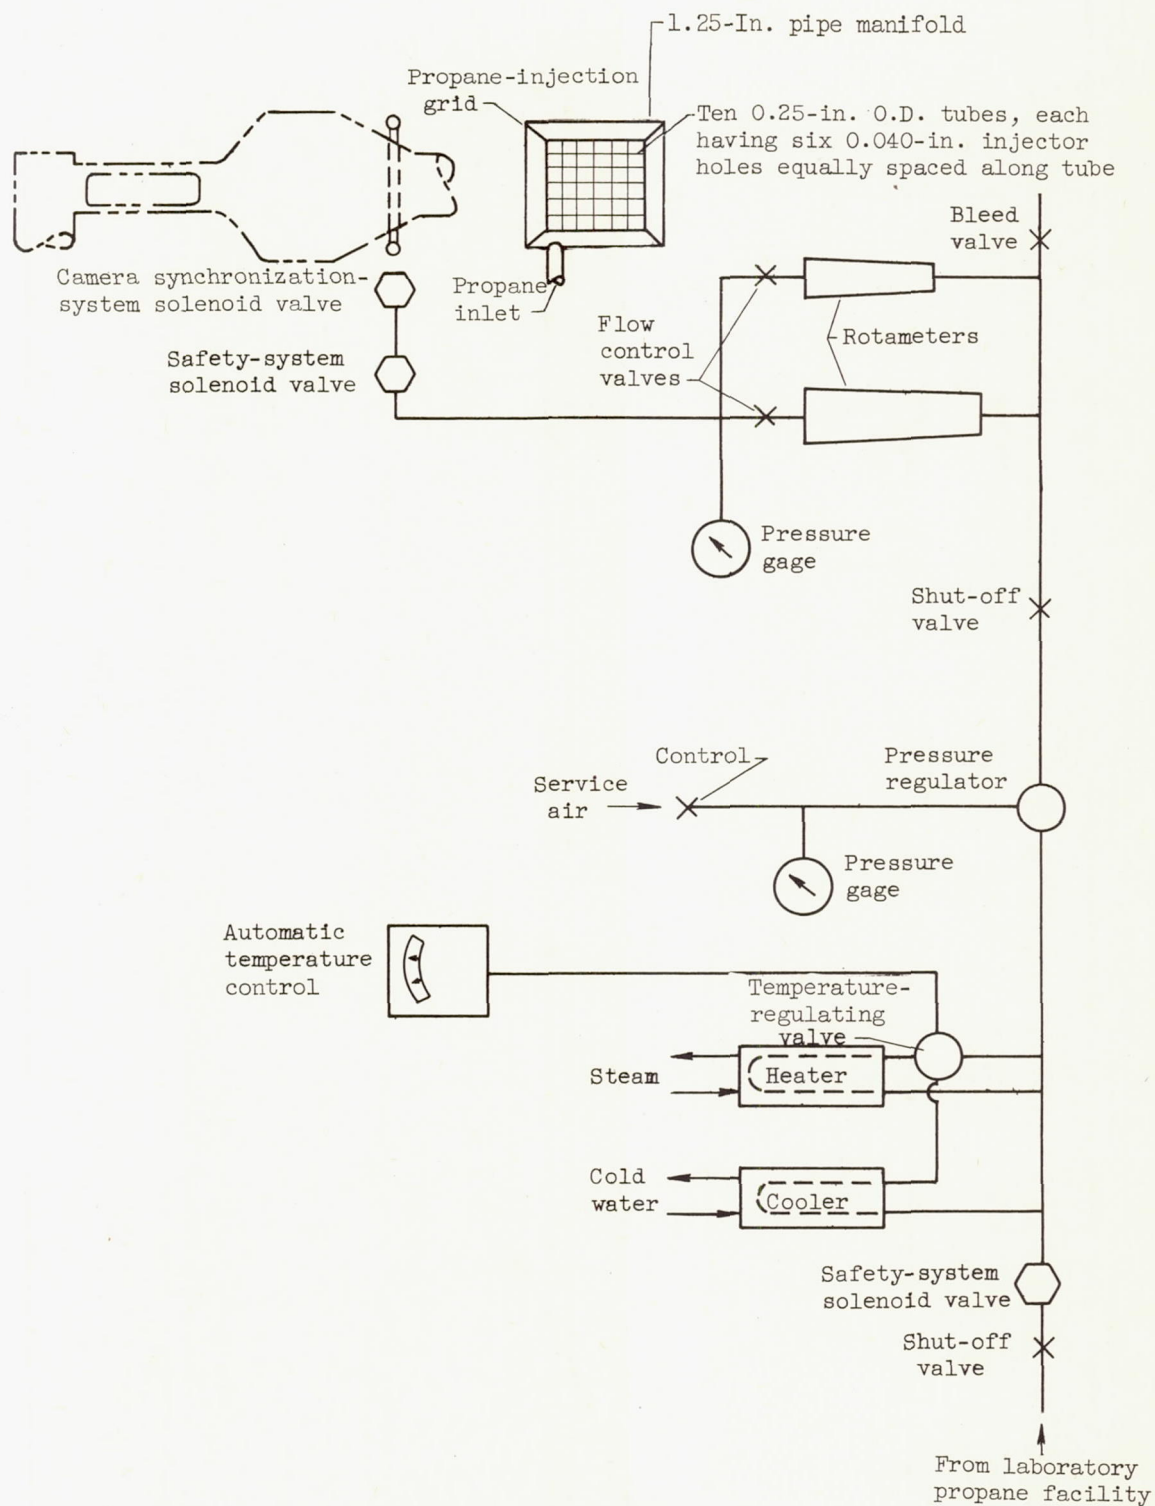 1.25-In. pipe manifold
Propane-injection
grid
Ten 0.25-in. O.D. tubes, each
having six 0.040-in. injector
holes equally spaced along tube
Bleed
valve
Camera synchronization-
system solenoid valve
Propane
inlet
Flow
control
valves
Rotameters
Safety-system
solenoid valve
Pressure
gage
Shut-off
valve
Control
Pressure
regulator
Service
air
Pressure
gage
Automatic
temperature
control
Temperature-
regulating
valve
Steam
Heater
Cold
water
Cooler
Safety-system
solenoid valve
Shut-off
valve
From laboratory
propane facility